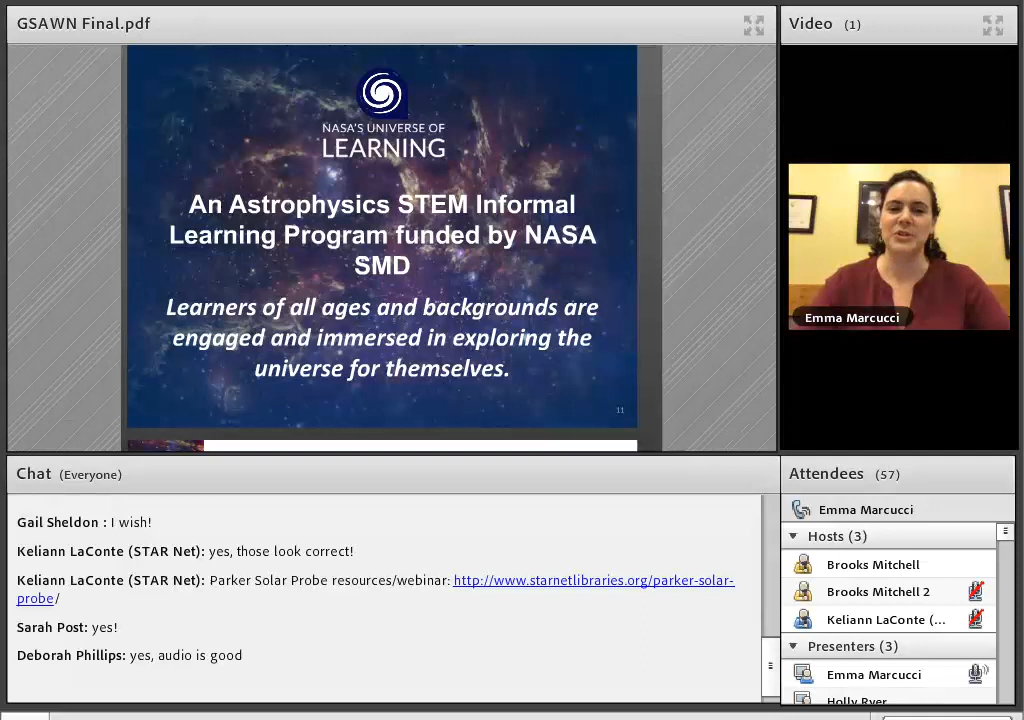 GSAWN Final.pdf
Video (1)
NASA'S UNIVERSE OF
LEARNING
An Astrophysics STEM Informal
Learning Program funded by NASA
SMD
Learners of all ages and backgrounds are
engaged and immersed in exploring the
universe for themselves.
11
Emma Marcucci
Chat (Everyone)
Gail Sheldon : I wish!
Keliann LaConte (STAR Net): yes, those look correct!
Keliann LaConte (STAR Net): Parker Solar Probe resources/webinar: http://www.starnetlibraries.org/parker-solar-
probe/
Sarah Post: yes!
Deborah Phillips: yes, audio is good
Attendees (57)
Emma Marcucci
Hosts (3)
Brooks Mitchell
Brooks Mitchell 2
Keliann LaConte (...
Presenters (3)
Emma Marcucci
Holly Ryer